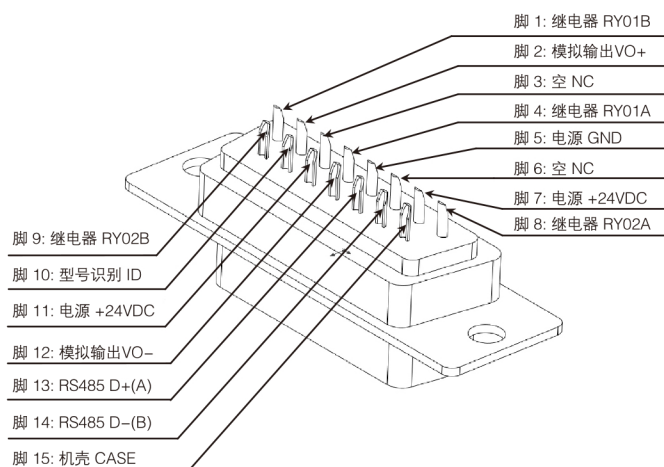 脚 1: 继电器 RY01B
脚 2: 模拟输出VO+
脚 3: 空 NC
脚 4: 继电器 RY01A
脚 5: 电源 GND
脚 6: 空 NC
脚 7: 电源 +24VDC
脚 8: 继电器 RY02A
脚 9: 继电器 RY02B
脚 10: 型号识别 ID
脚 11: 电源 +24VDC
脚 12: 模拟输出VO−
脚 13: RS485 D+(A)
脚 14: RS485 D−(B)
脚 15: 机壳 CASE